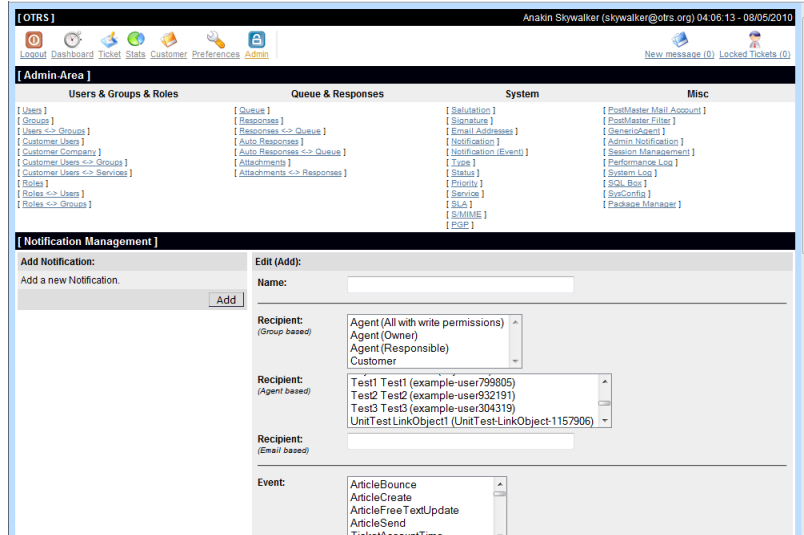 [ OTRS ] Anakin Skywalker (skywalker@otrs.org) 04:06:13 - 08/05/2010
Logout Dashboard Ticket Stats Customer Preferences Admin New message (0) Locked Tickets (0)
[ Admin-Area ]
Users & Groups & Roles Queue & Responses System Misc
[ Users ] [ Queue ] [ Salutation ] [ PostMaster Mail Account ]
[ Groups ] [ Responses ] [ Signature ] [ PostMaster Filter ]
[ Users <-> Groups ] [ Responses <-> Queue ] [ Email Addresses ] [ GenericAgent ]
[ Customer Users ] [ Auto Responses ] [ Notification ] [ Admin Notification ]
[ Customer Company ] [ Auto Responses <-> Queue ] [ Notification (Event) ] [ Session Management ]
[ Customer Users <-> Groups ] [ Attachments ] [ Type ] [ Performance Log ]
[ Customer Users <-> Services ] [ Attachments <-> Responses ] [ Status ] [ System Log ]
[ Roles ] [ Priority ] [ SQL Box ]
[ Roles <-> Users ] [ Service ] [ SysConfig ]
[ Roles <-> Groups ] [ SLA ] [ Package Manager ]
[ S/MIME ]
[ PGP ]
[ Notification Management ]
Add Notification: Edit (Add):
Add a new Notification. Name:
Add
Recipient: Agent (All with write permissions)
(Group based) Agent (Owner)
Agent (Responsible)
Customer
Recipient: Test1 Test1 (example-user799805)
(Agent based) Test2 Test2 (example-user932191)
Test3 Test3 (example-user304319)
UnitTest LinkObject1 (UnitTest-LinkObject-1157906)
Recipient:
(Email based)
Event: ArticleBounce
ArticleCreate
ArticleFreeTextUpdate
ArticleSend
TicketAccountTime